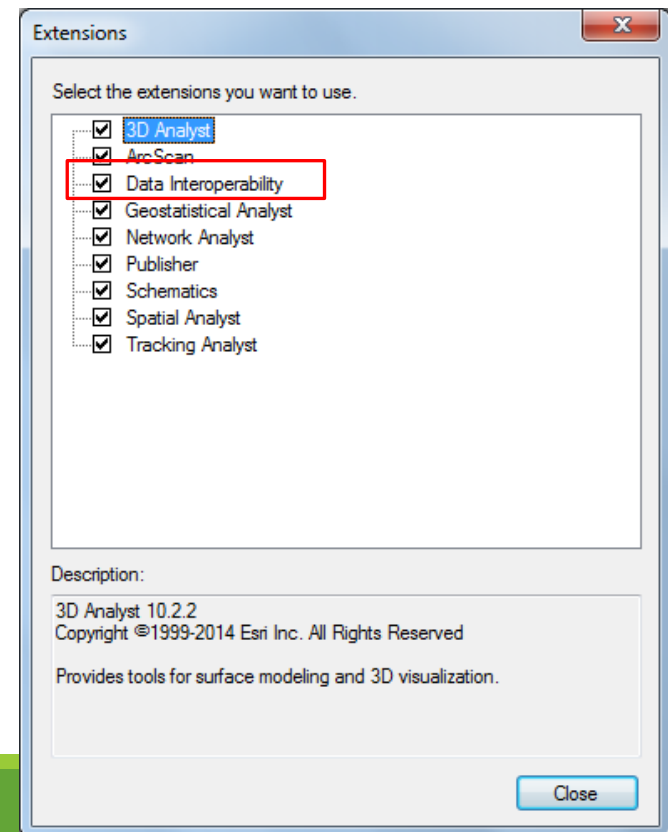 Extensions
Select the extensions you want to use.
3D Analyst
ArcScan
Data Interoperability
Geostatistical Analyst
Network Analyst
Publisher
Schematics
Spatial Analyst
Tracking Analyst
Description:
3D Analyst 10.2.2
Copyright ©1999-2014 Esri Inc. All Rights Reserved
Provides tools for surface modeling and 3D visualization.
Close